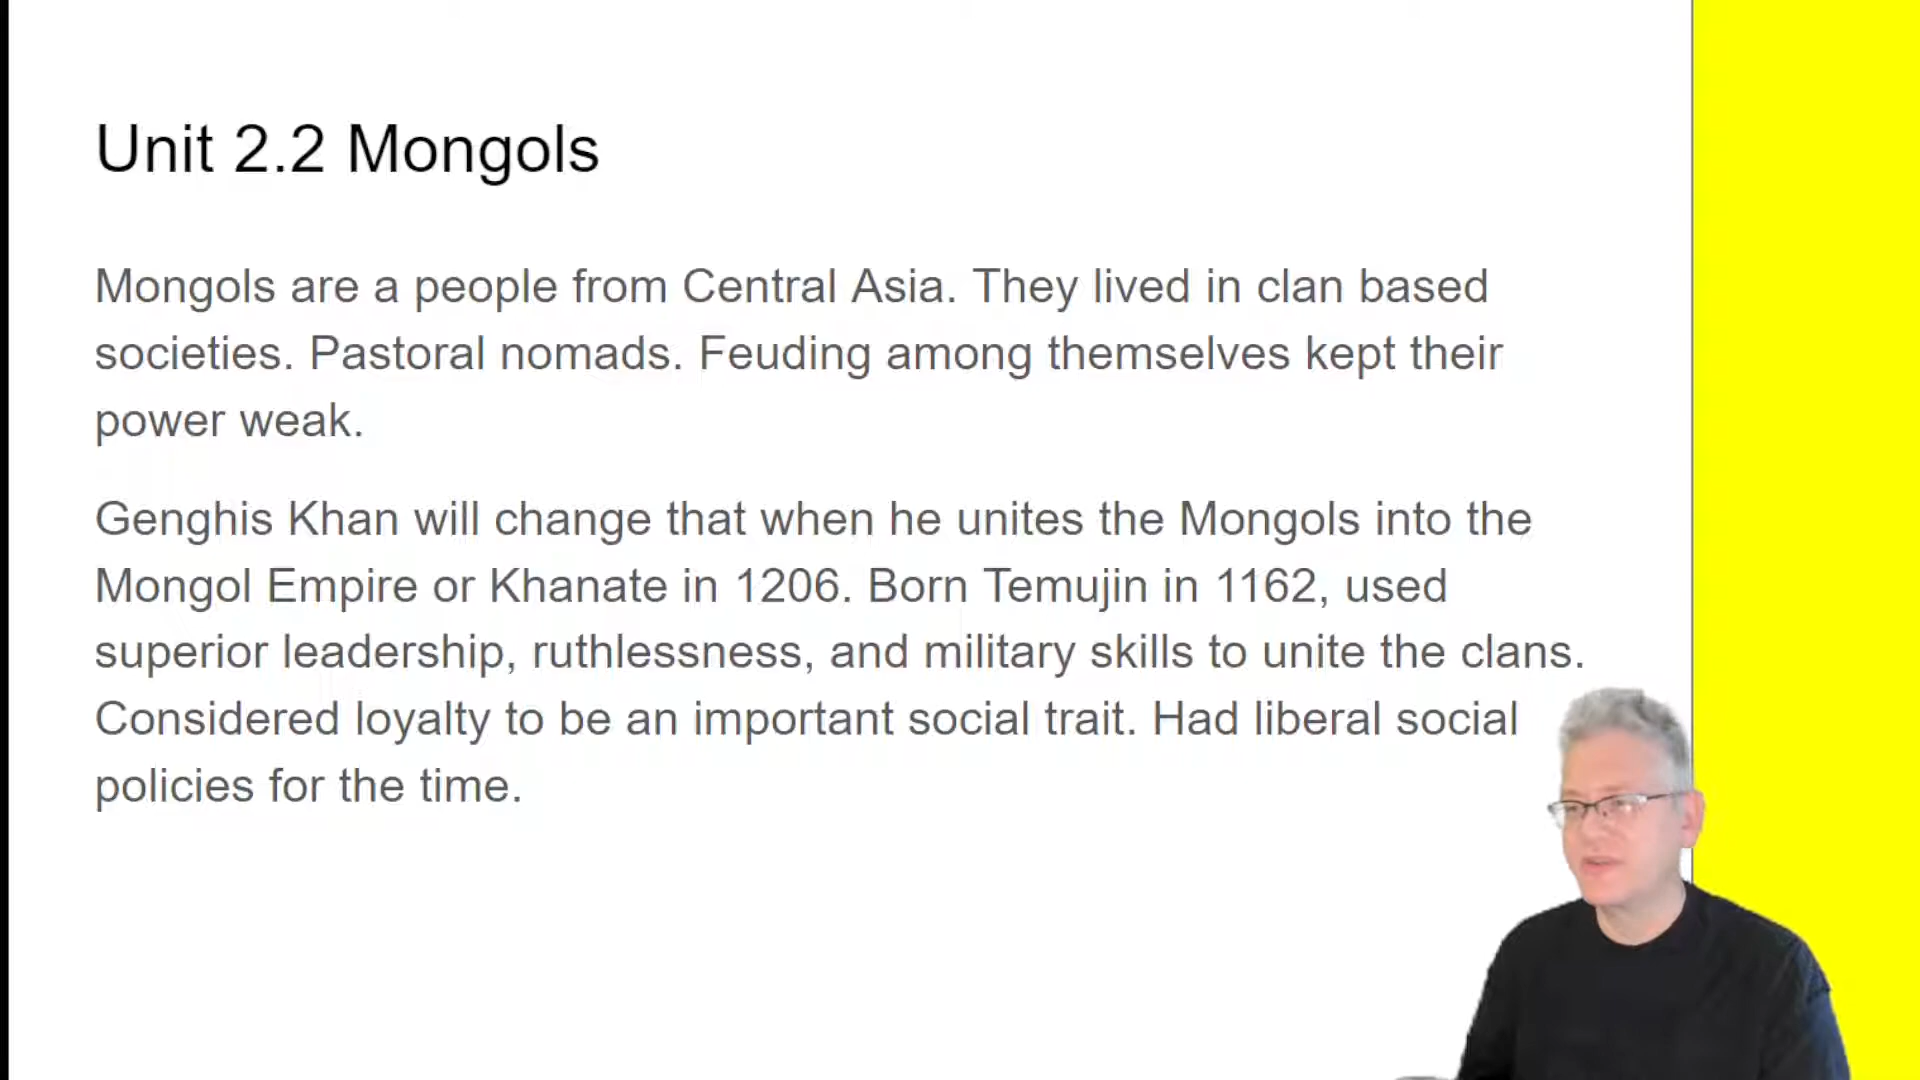 Unit 2.2 Mongols
Mongols are a people from Central Asia. They lived in clan based
societies. Pastoral nomads. Feuding among themselves kept their
power weak.
Genghis Khan will change that when he unites the Mongols into the
Mongol Empire or Khanate in 1206. Born Temujin in 1162, used
superior leadership, ruthlessness, and military skills to unite the clans.
Considered loyalty to be an important social trait. Had liberal social
policies for the time.